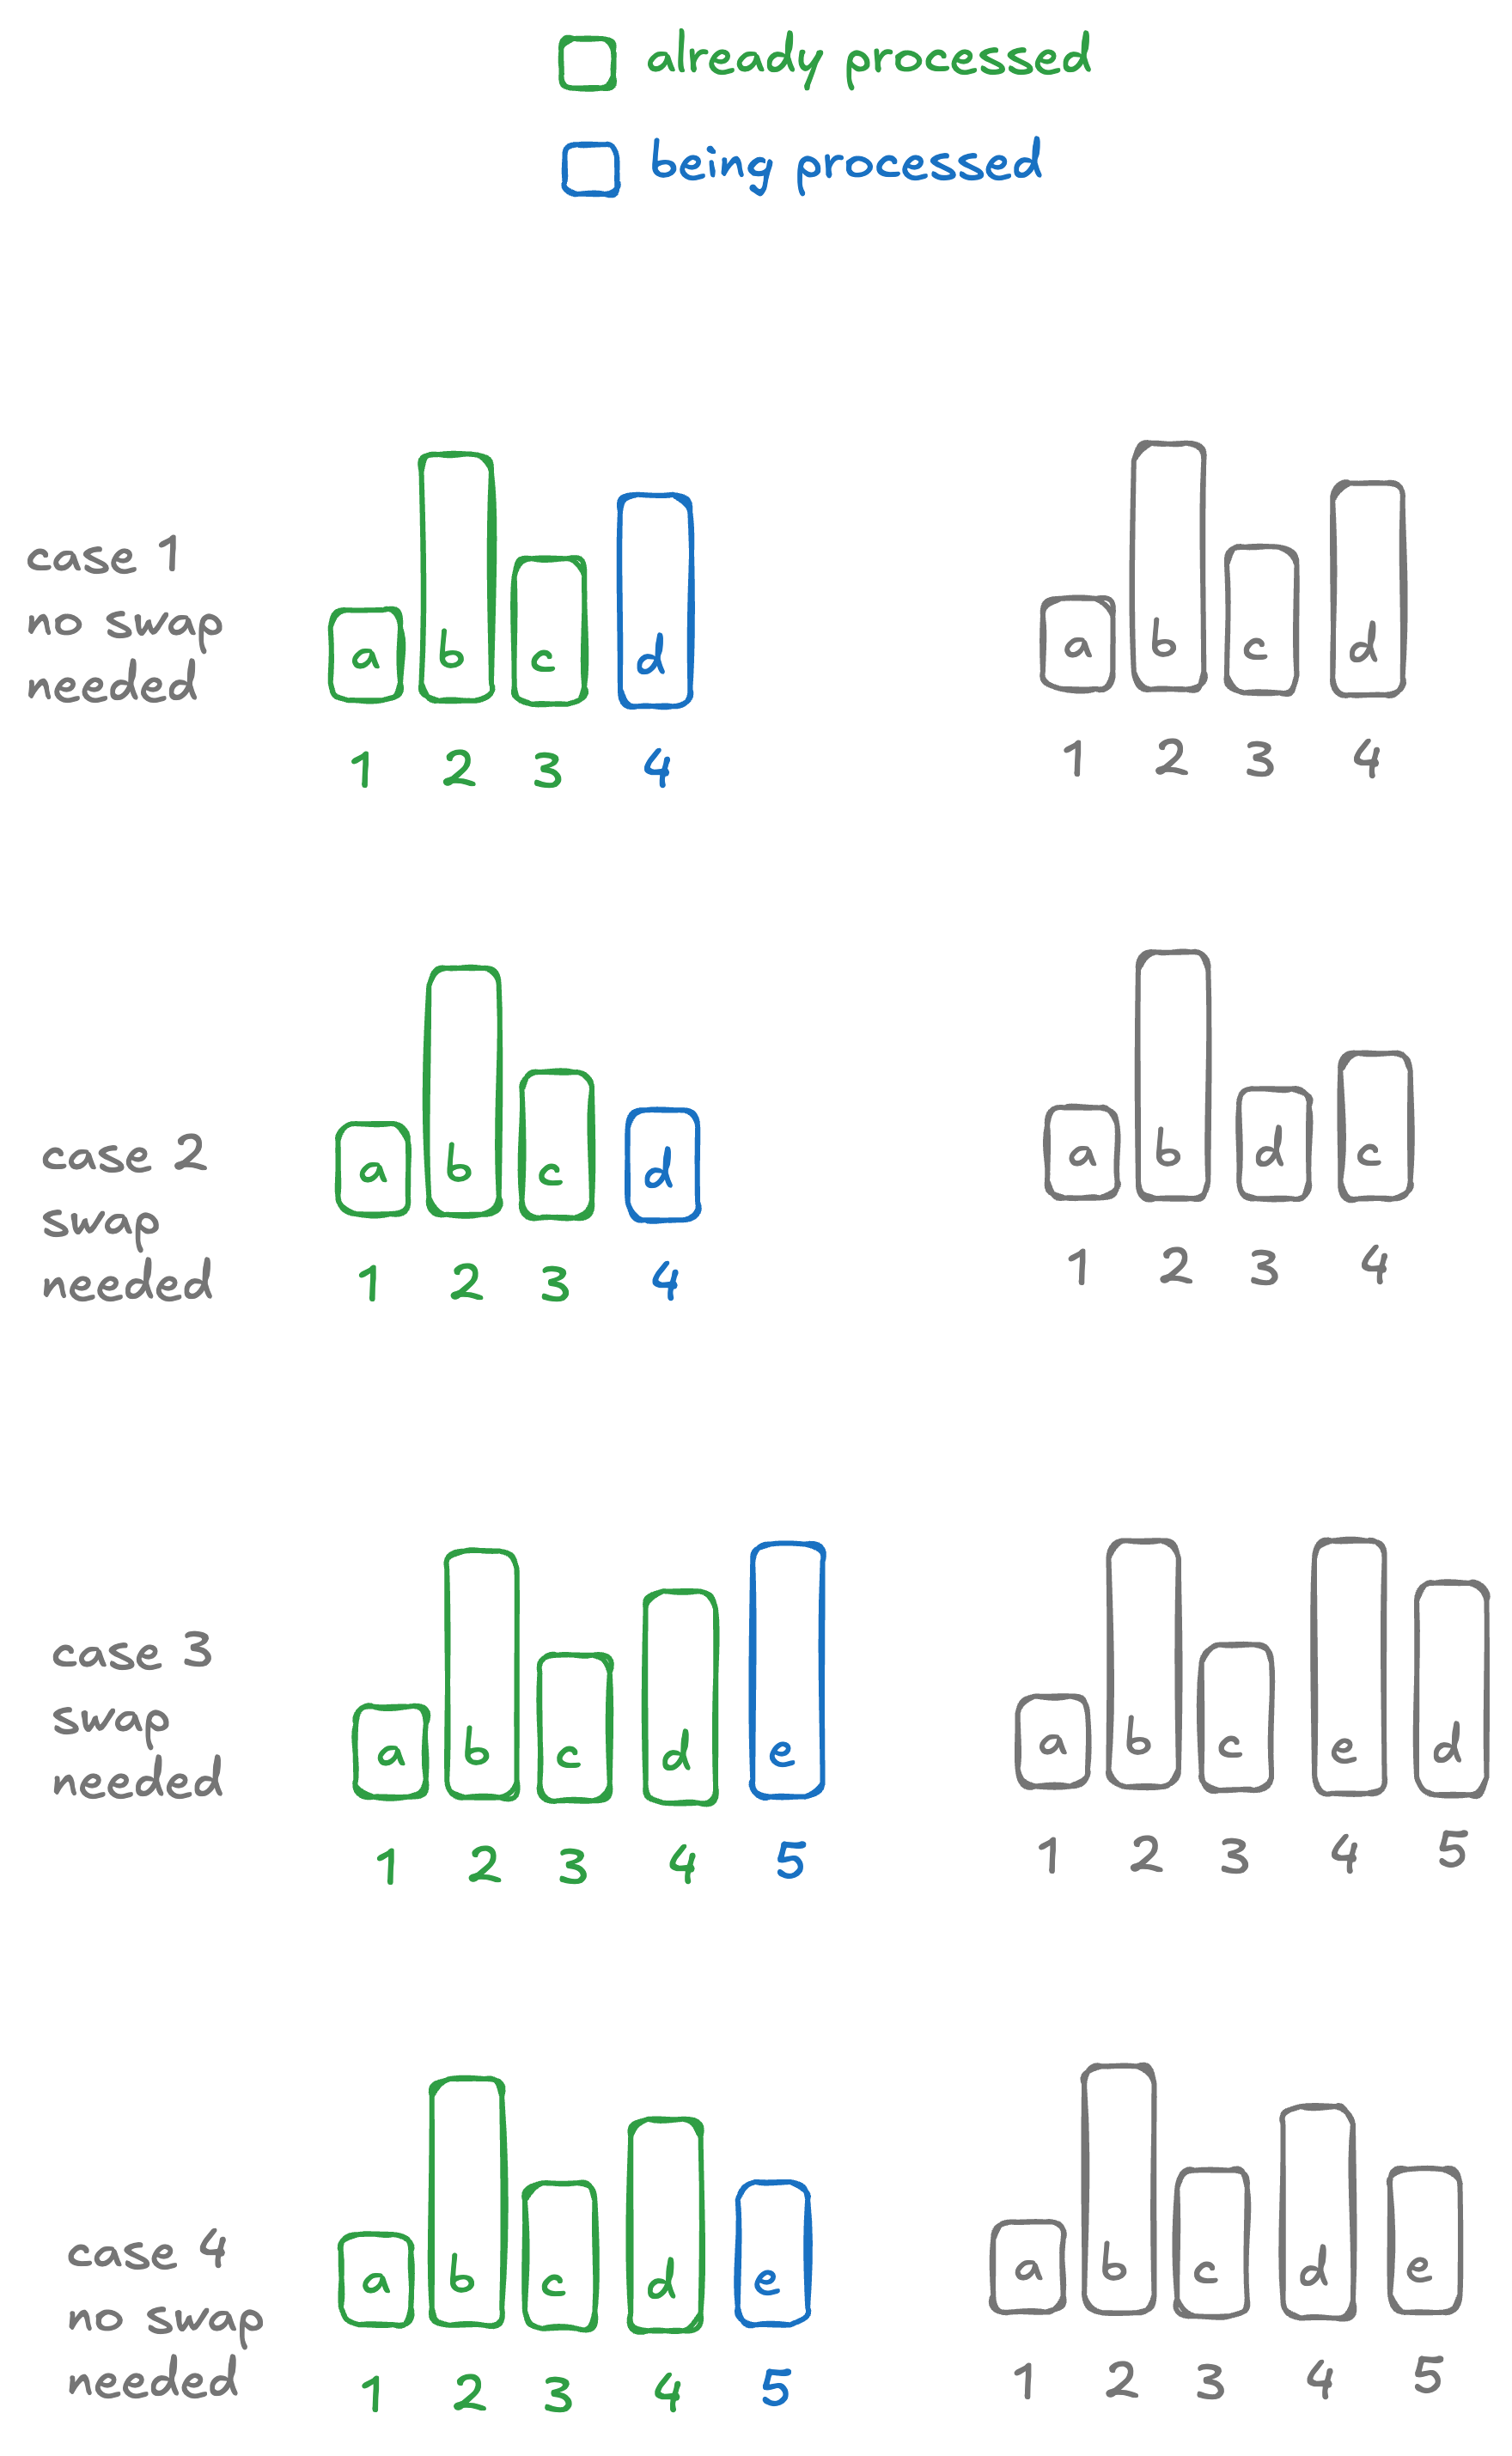 already processed
being processed
case 1
no swap
needed
a b c d
1 2 3 4
a b c d
1 2 3 4
case 2
swap
needed
a b c d
1 2 3 4
a b d c
1 2 3 4
case 3
swap
needed
a b c d e
1 2 3 4 5
a b c e d
1 2 3 4 5
case 4
no swap
needed
a b c d e
1 2 3 4 5
a b c d e
1 2 3 4 5